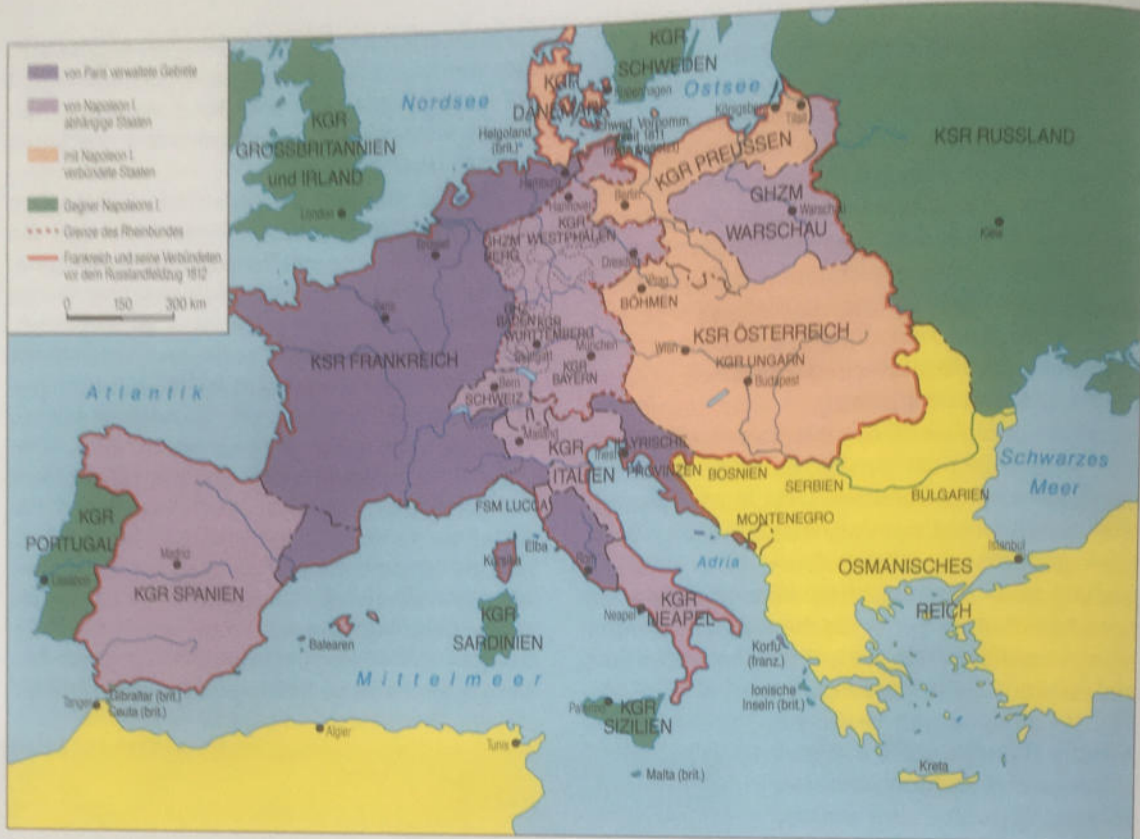 von Paris verwaltete Gebiete
von Napoleon I.
abhängige Staaten
mit Napoleon I.
verbündete Staaten
Gegner Napoleons I.
Grenze des Rheinbundes
Frankreich und seine Verbündeten
vor dem Russlandfeldzug 1812
0 150 300 km
Nordsee
Ostsee
KGR
SCHWEDEN
KGR
DÄNEMARK
Kopenhagen
Helgoland
(brit.)*
Schwed. Vorpomm.
Königsberg
Tilsit
KGR PREUSSEN
KSR RUSSLAND
KGR
GROSSBRITANNIEN
und IRLAND
London
Hamburg
Hannover
Berlin
GHZM
Warschau
WARSCHAU
Kiew
KGR
WESTPHALEN
GHZM
BERG
Brüssel
Dresden
Prag
BÖHMEN
Paris
BADEN
KGR
WÜRTTEMBERG
Stuttgart
München
KGR
BAYERN
KSR FRANKREICH
KSR ÖSTERREICH
Wien
KGR UNGARN
Budapest
Bern
SCHWEIZ
Atlantik
Mailand
KGR
ITALIEN
Triest
ILLYRISCHE
PROVINZEN
BOSNIEN
SERBIEN
BULGARIEN
Schwarzes
Meer
MONTENEGRO
FSM LUCCA
Elba
Korsika
Rom
Adria
OSMANISCHES
REICH
Istanbul
KGR
PORTUGAL
Lissabon
Madrid
KGR SPANIEN
Balearen
KGR
SARDINIEN
Neapel
KGR
NEAPEL
Korfu
(franz.)
Ionische
Inseln (brit.)
Mittelmeer
Gibraltar (brit.)
Tanger
Ceuta (brit.)
Algier
Tunis
Palermo
KGR
SIZILIEN
Malta (brit.)
Kreta